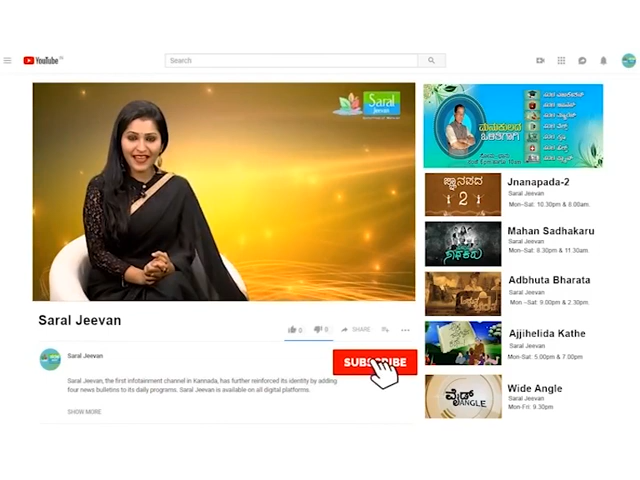 YouTube
Search
Saral
Jeevan
Saral Jeevan
0
0
SHARE
Saral Jeevan
SUBSCRIBE
Saral Jeevan, the first infotainment channel in Kannada, has further reinforced its identity by adding
four news bulletins to its daily programs. Saral Jeevan is available on all digital platforms.
SHOW MORE
ಜ್ಞಾನಪದ
2
Jnanapada-2
Saral Jeevan
Mon–Sat: 10.30pm & 8.00am.
Mahan Sadhakaru
Saral Jeevan
Mon–Sat: 8.30pm & 11.30am.
Adbhuta Bharata
Saral Jeevan
Mon –Sat: 9.00pm & 2.30pm.
Ajjihelida Kathe
Saral Jeevan
Mon-Sat: 5.00pm & 7.00pm
ವೈಡ್
ANGLE
Wide Angle
Saral Jeevan
Mon-Fri: 9.30pm